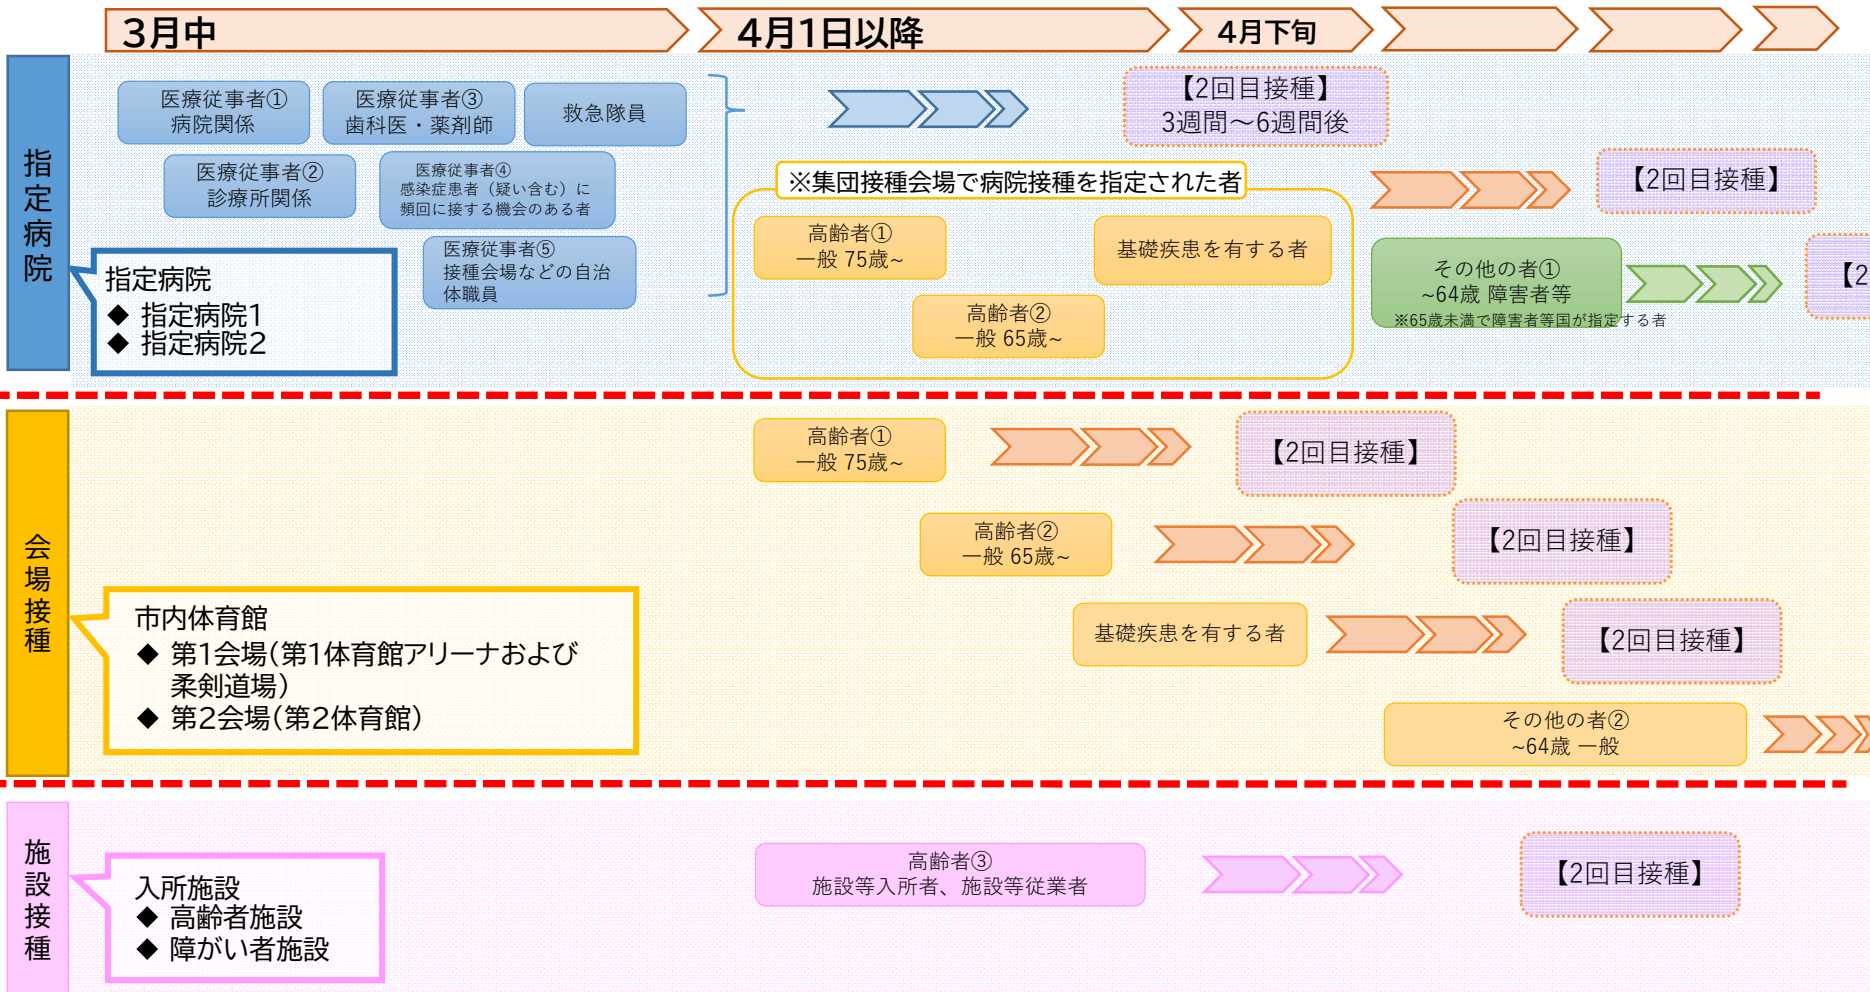 3月中
4月1日以降
4月下旬
指定病院
医療従事者①
病院関係
医療従事者③
歯科医・薬剤師
救急隊員
医療従事者②
診療所関係
医療従事者④
感染症患者（疑い含む）に
頻回に接する機会のある者
医療従事者⑤
接種会場などの自治
体職員
指定病院
◆ 指定病院1
◆ 指定病院2
【2回目接種】
3週間～6週間後
※集団接種会場で病院接種を指定された者
高齢者①
一般 75歳~
基礎疾患を有する者
高齢者②
一般 65歳~
【2回目接種】
その他の者①
~64歳 障害者等
※65歳未満で障害者等国が指定する者
【2
会場接種
高齢者①
一般 75歳~
【2回目接種】
高齢者②
一般 65歳~
【2回目接種】
市内体育館
◆ 第1会場(第1体育館アリーナおよび
柔剣道場)
◆ 第2会場(第2体育館)
基礎疾患を有する者
【2回目接種】
その他の者②
~64歳 一般
施設接種
入所施設
◆ 高齢者施設
◆ 障がい者施設
高齢者③
施設等入所者、施設等従業者
【2回目接種】